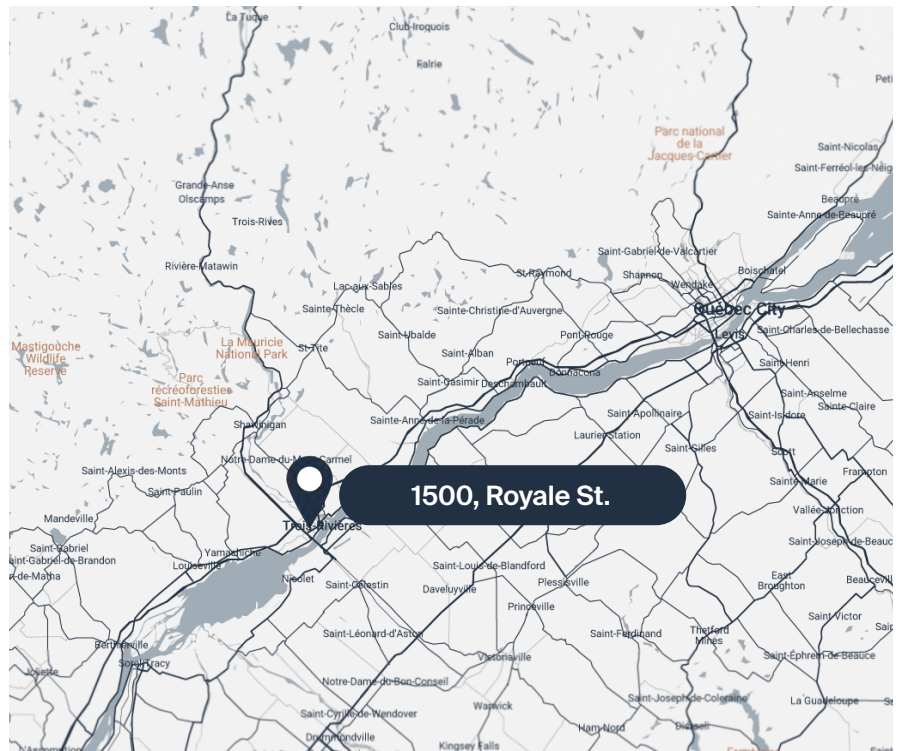 La Tuque
Club-Iroquois
Falrie
Parc national
de la
Jacques-Cartier
Saint-Nicolas
Saint-Ferréol-les-Neig
Grande-Anse
Olscamps
Beaupré
Sainte-Anne-de-Beaupré
Trois-Rives
Saint-Gabriel-de-Valcartier
Rivière-Matawin
Shannon
Boischatel
St-Raymond
Wendake
Lac-aux-Sables
Sainte-Thècle
Sainte-Christine-d'Auvergne
Québec City
Saint-Ubalde
Pont-Rouge
Levis
Saint-Charles-de-Bellechasse
Mastigouche
Wildlife
Reserve
La Mauricie
National Park
St-Tite
Saint-Alban
Portneuf
Donnacona
Saint-Henri
Parc
récréoforestier
Saint-Mathieu
Saint-Casimir
Deschambault
Saint-Anselme
Sainte-Claire
Shawinigan
Sainte-Anne-de-la-Pérade
Saint-Apolinaire
Saint-Isidore
Laurier-Station
Saint-Gilles
Scott
Notre-Dame-du-Mont-Carmel
Saint-Alexis-des-Monts
Frampton
Saint-Paulin
1500, Royale St.
Sainte-Marie
Vallée-Jonction
Mandeville
Trois-Rivières
Saint-Gabriel
aint-Gabriel-de-Brandon
n-de-Matha
Yamachiche
Louiseville
Saint-Joseph-de-Beauc
Nicolet
Saint-Célestin
Saint-Louis-de-Blandford
Daveluyville
Plessisville
East
Broughton
Beaucevill
Princeville
Saint-Victor
Saint-Léonard-d'Aston
Saint-Ferdinand
Thetford
Mines
Berthierville
Sorel-Tracy
Joliette
Victoriaville
Saint-Éphrem-de-Beauce
Notre-Dame-du-Bon-Conseil
Saint-Joseph-de-Coleraine
La Guadeloupe
Saint-Cyrille-de-Wendover
Warwick
Ham-Nord
Disraeli
Drummondville
Kingsey Falls
L'Assomption